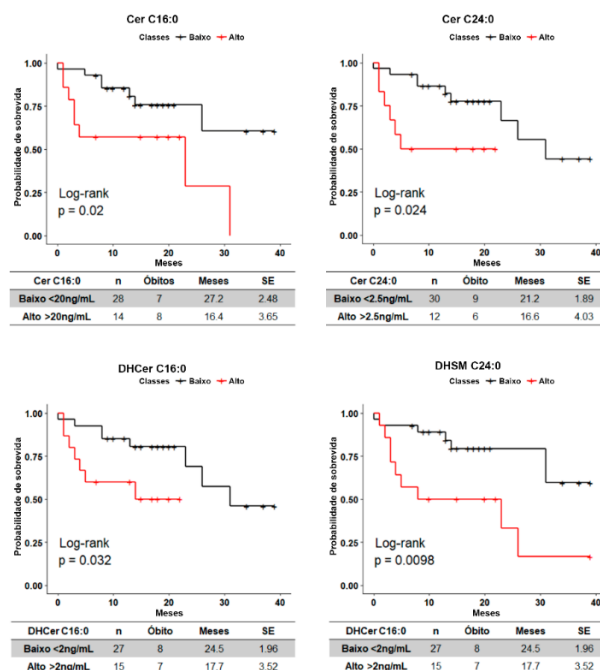 Cer C16:0
Classes Baixo Alto
Probabilidade de sobrevida
1.00
0.75
0.50
0.25
0.00
Log-rank
p = 0.02
0 10 20 30 40
Meses
Cer C16:0 n Óbitos Meses SE
Baixo <20ng/mL 28 7 27.2 2.48
Alto >20ng/mL 14 8 16.4 3.65
Cer C24:0
Classes Baixo Alto
Probabilidade de sobrevida
1.00
0.75
0.50
0.25
0.00
Log-rank
p = 0.024
0 10 20 30 40
Meses
Cer C24:0 n Óbito Meses SE
Baixo <2.5ng/mL 30 9 21.2 1.89
Alto >2.5ng/mL 12 6 16.6 4.03
DHCer C16:0
Classes Baixo Alto
Probabilidade de sobrevida
1.00
0.75
0.50
0.25
0.00
Log-rank
p = 0.032
0 10 20 30 40
Meses
DHCer C16:0 n Óbito Meses SE
Baixo <2ng/mL 27 8 24.5 1.96
Alto >2ng/mL 15 7 17.7 3.52
DHSM C24:0
Classes Baixo Alto
Probabilidade de sobrevida
1.00
0.75
0.50
0.25
0.00
Log-rank
p = 0.0098
0 10 20 30 40
Meses
DHCer C16:0 n Óbito Meses SE
Baixo <2ng/mL 27 8 24.5 1.96
Alto >2ng/mL 15 7 17.7 3.52